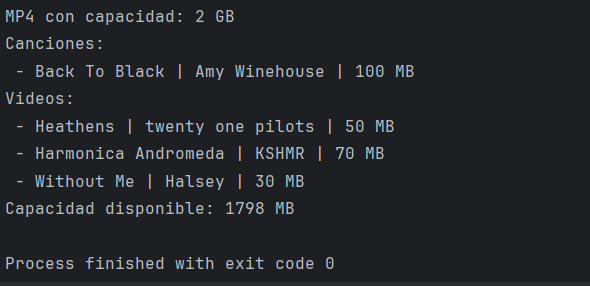 MP4 con capacidad: 2 GB
Canciones:
 - Back To Black | Amy Winehouse | 100 MB
Videos:
 - Heathens | twenty one pilots | 50 MB
 - Harmonica Andromeda | KSHMR | 70 MB
 - Without Me | Halsey | 30 MB
Capacidad disponible: 1798 MB
Process finished with exit code 0